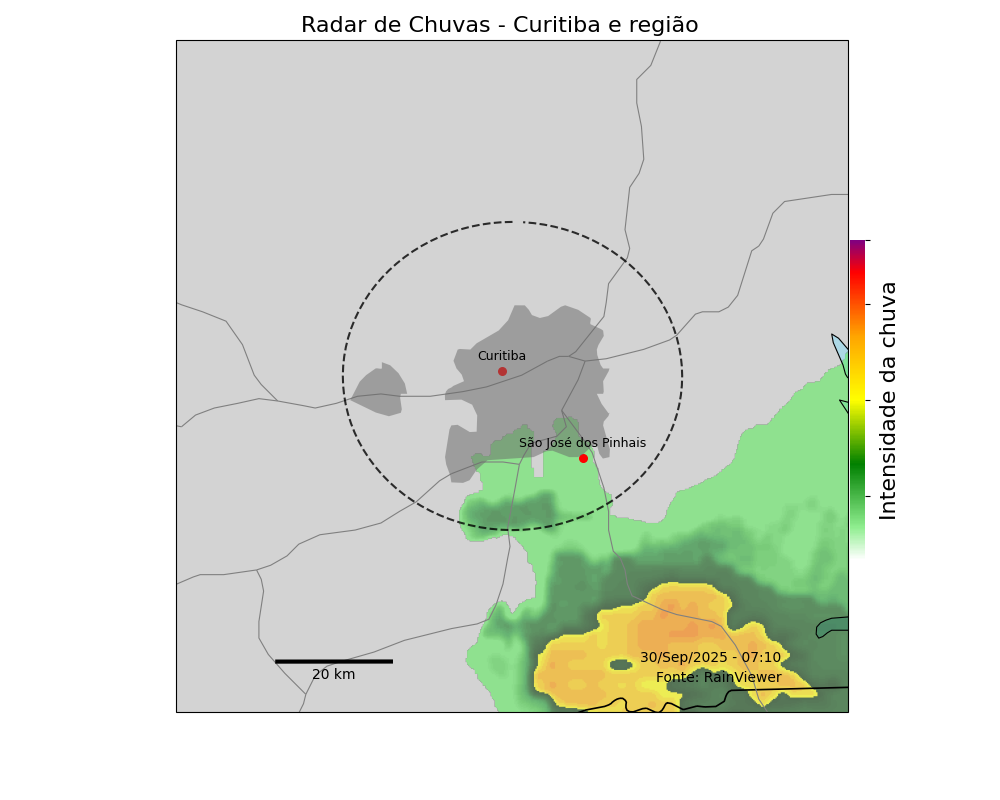 Radar de Chuvas - Curitiba e região
Curitiba
São José dos Pinhais
Intensidade da chuva
30/Sep/2025 - 07:10
Fonte: RainViewer
20 km